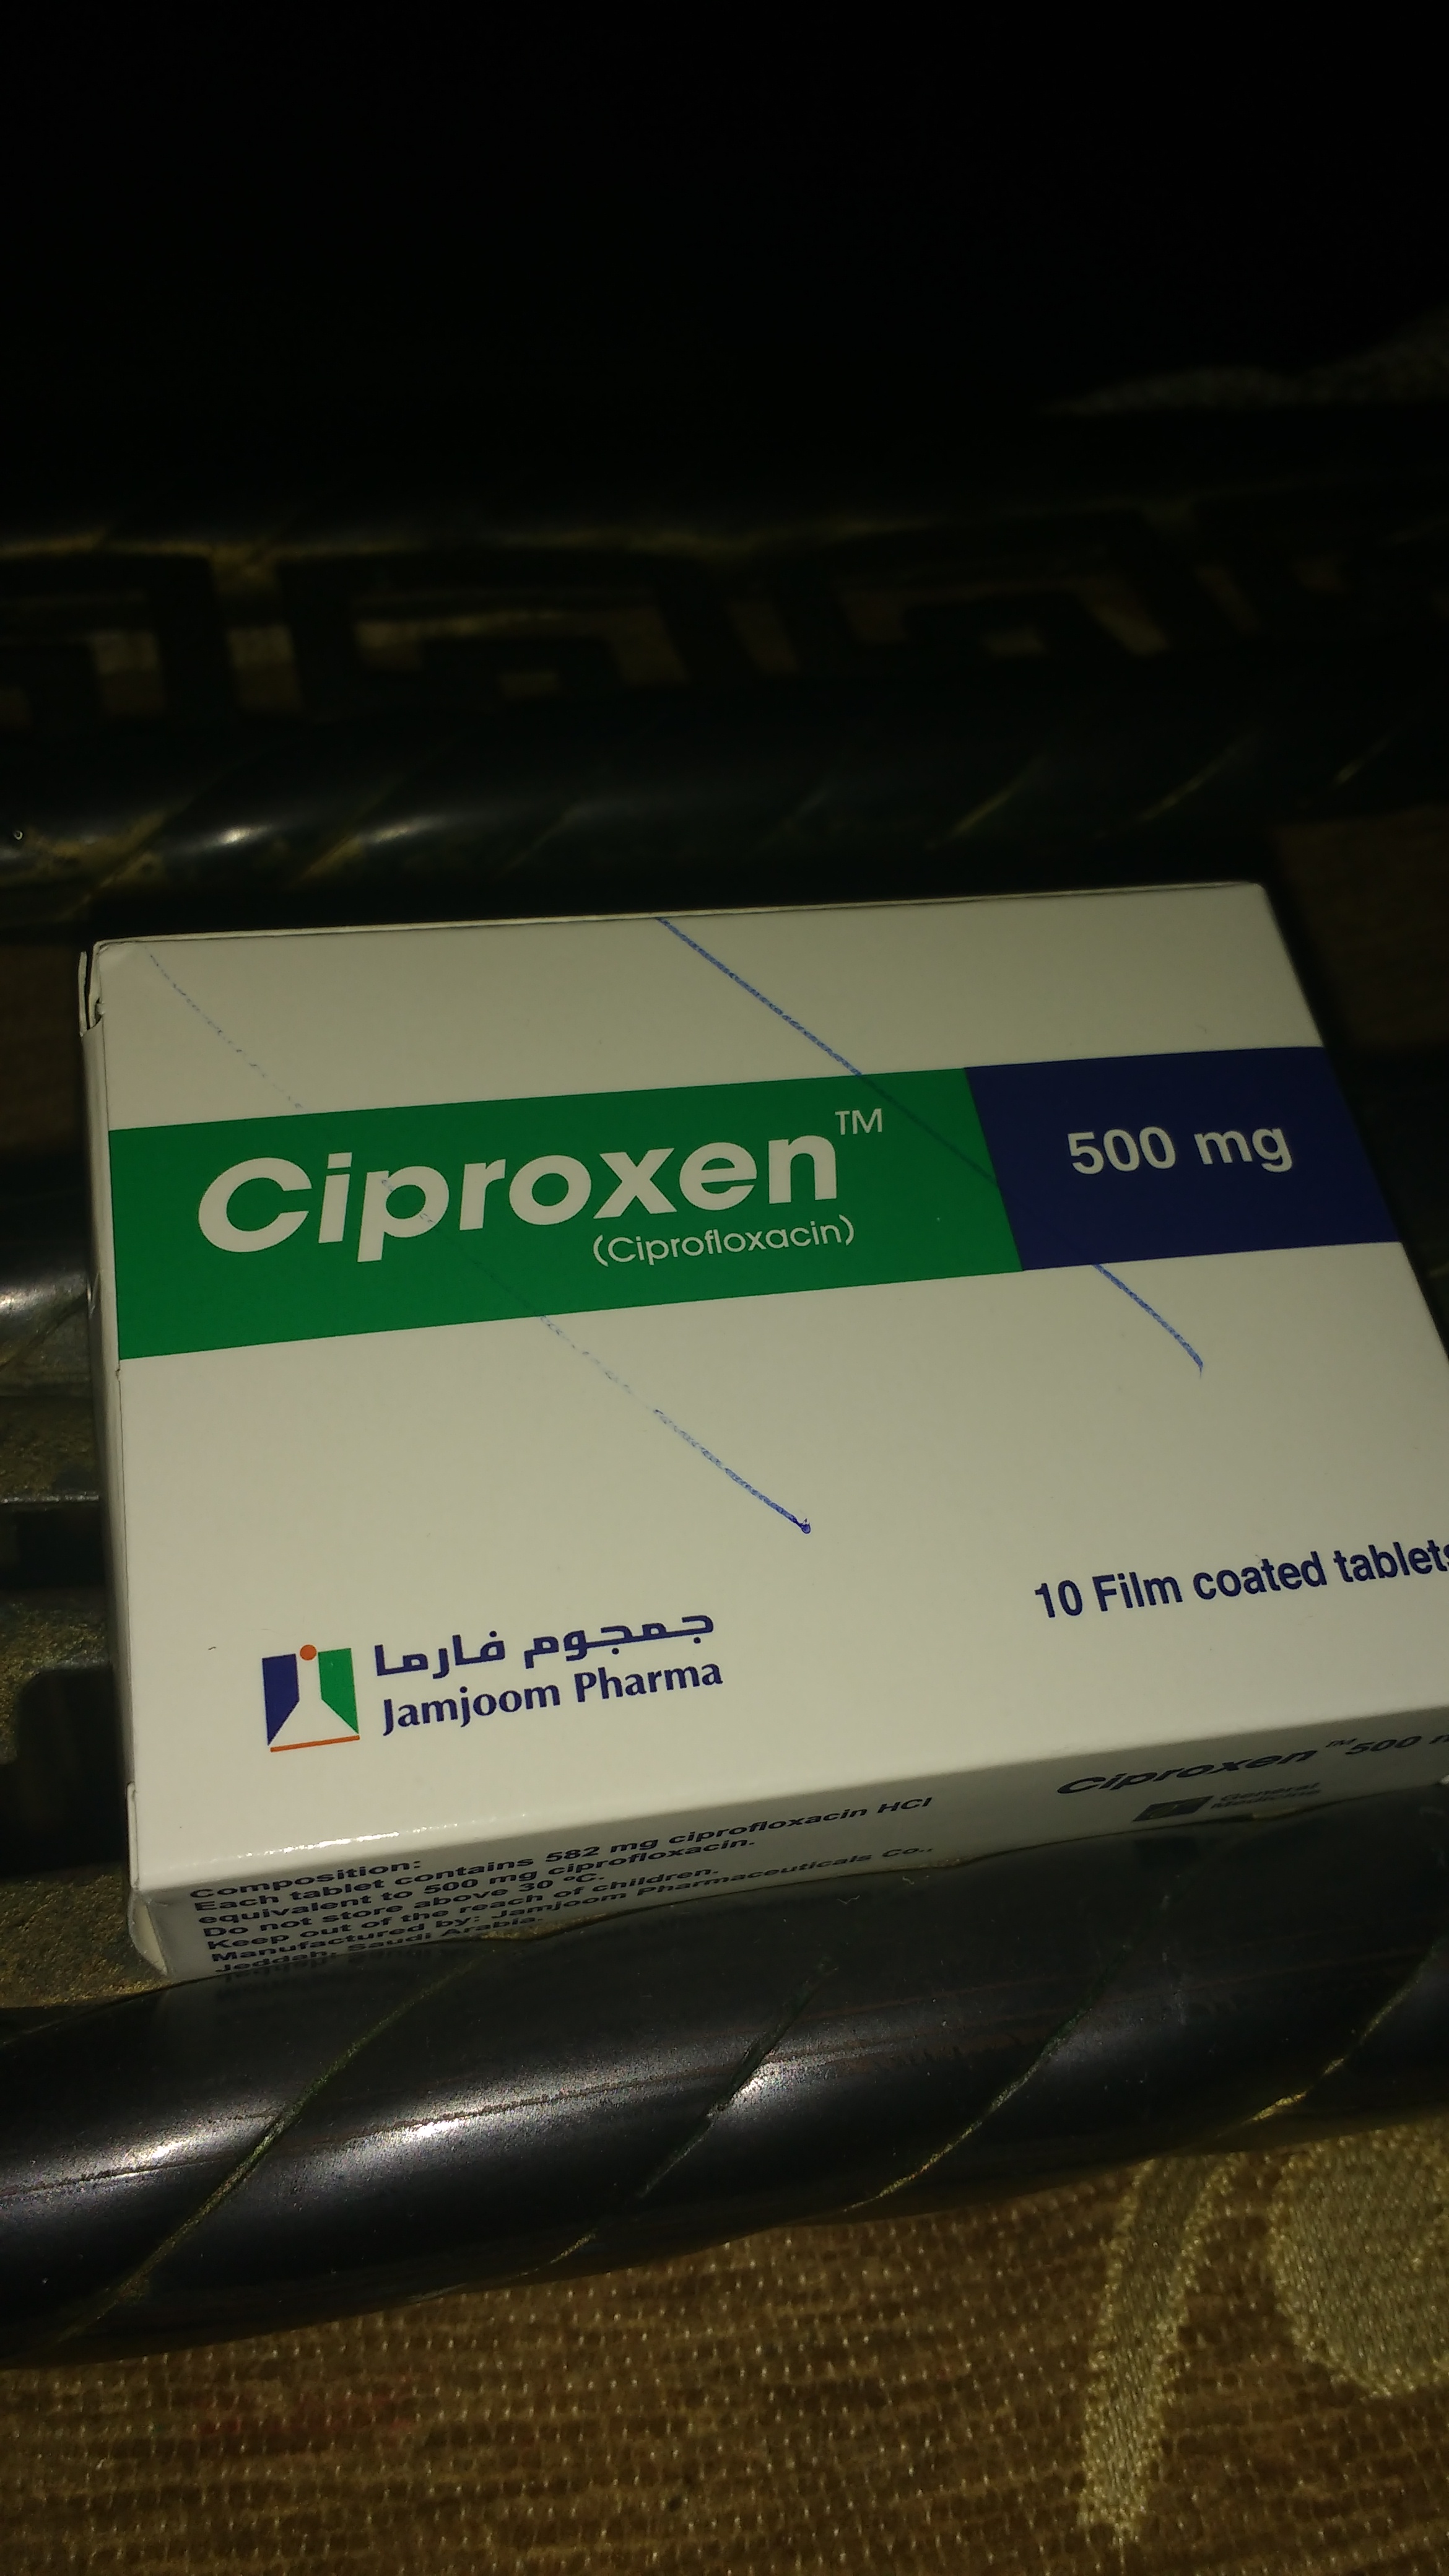 Ciproxen™
(Ciprofloxacin)
500 mg
10 Film coated tablets
جمجوم فارما
Jamjoom Pharma
Ciproxen™ 500
General
Medicine
Composition:
Each tablet contains 582 mg ciprofloxacin HCl
equivalent to 500 mg ciprofloxacin.
Do not store above 30 °C.
Keep out of the reach of children.
Manufactured by: Jamjoom Pharmaceuticals Co.,
Jeddah, Saudi Arabia.